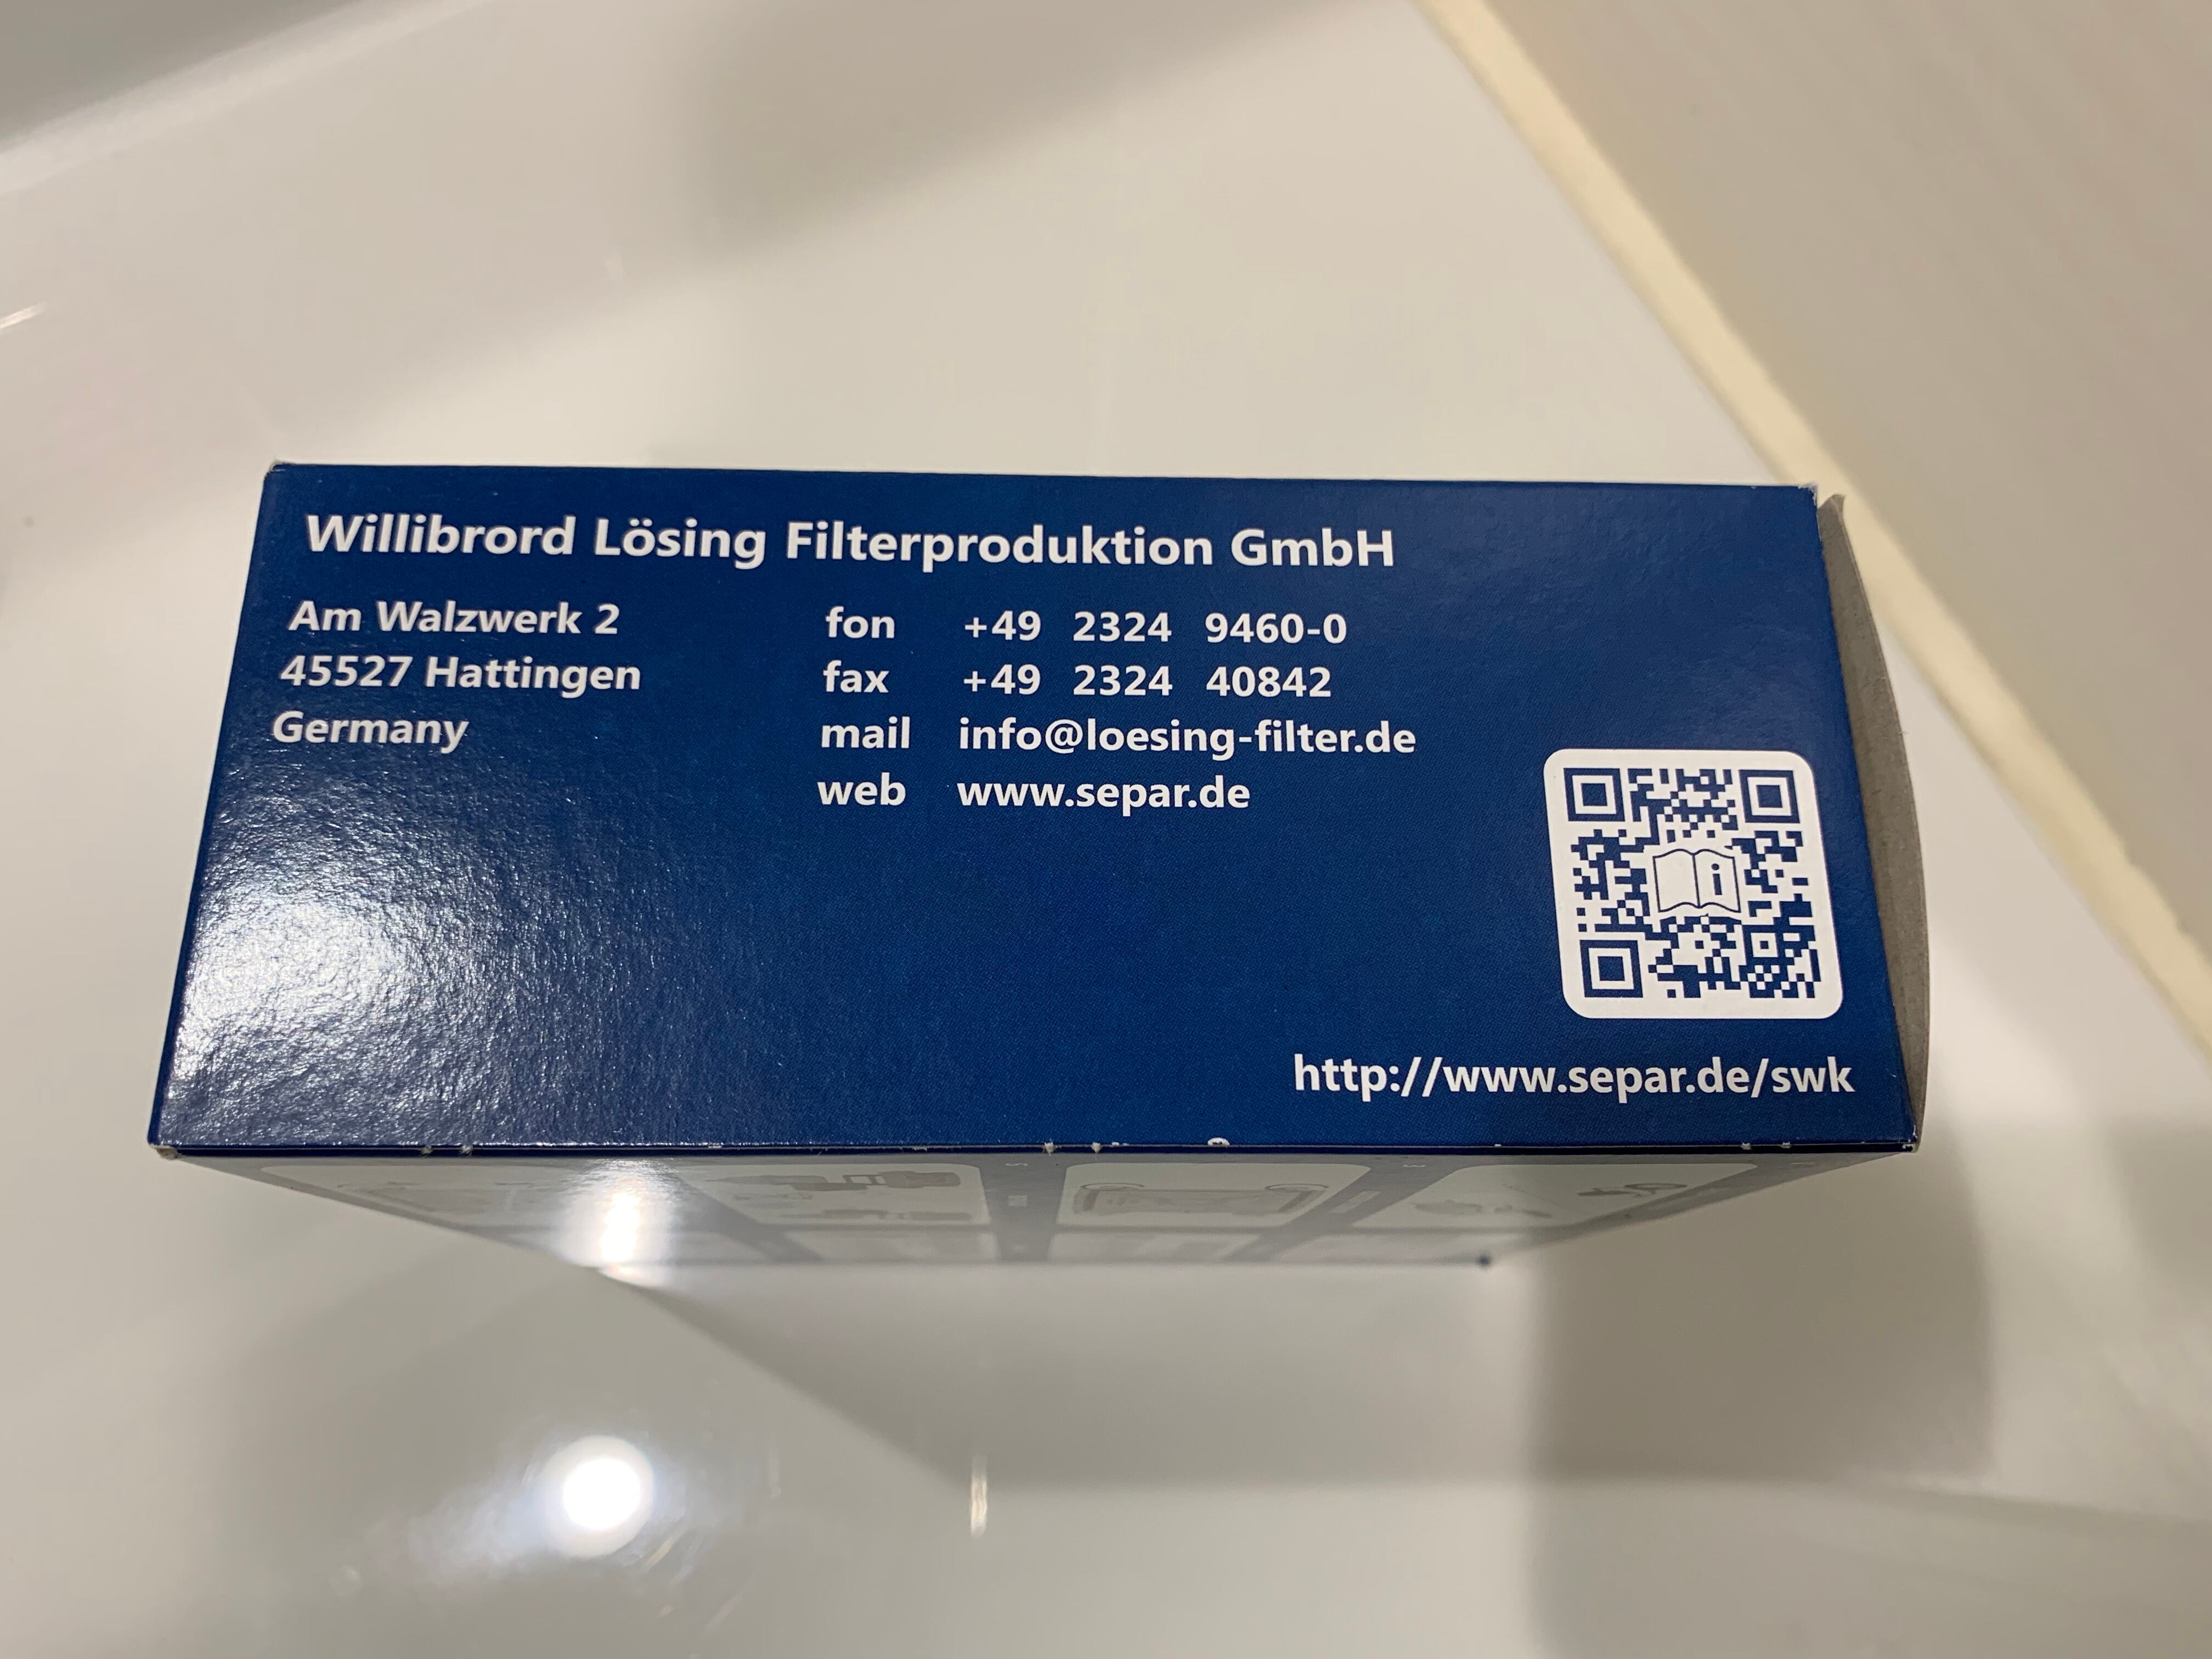 Willibrord Lösing Filterproduktion GmbH
Am Walzwerk 2
45527 Hattingen
Germany
fon +49 2324 9460-0
fax +49 2324 40842
mail info@loesing-filter.de
web www.separ.de
i
http://www.separ.de/swk